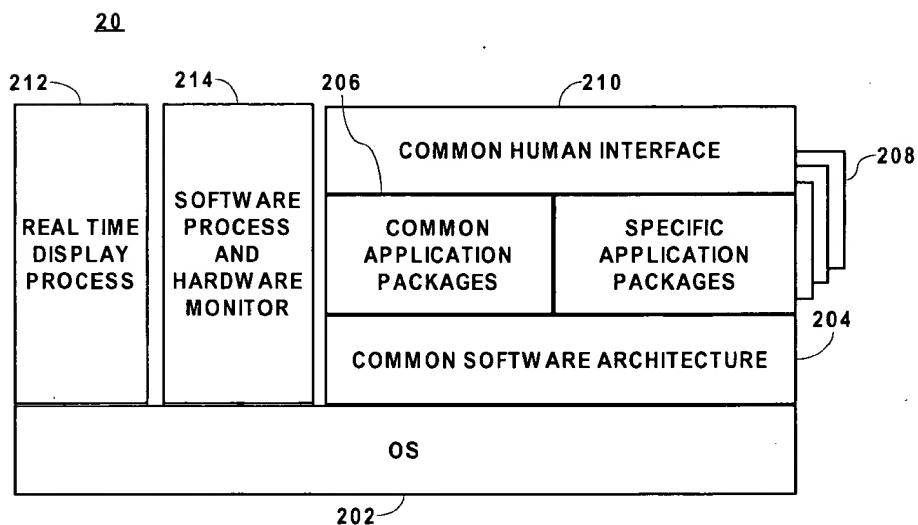 20
212
214
206
210
208
REAL TIME
DISPLAY
PROCESS
SOFTWARE
PROCESS
AND
HARDWARE
MONITOR
COMMON HUMAN INTERFACE
COMMON
APPLICATION
PACKAGES
SPECIFIC
APPLICATION
PACKAGES
204
COMMON SOFTWARE ARCHITECTURE
OS
202